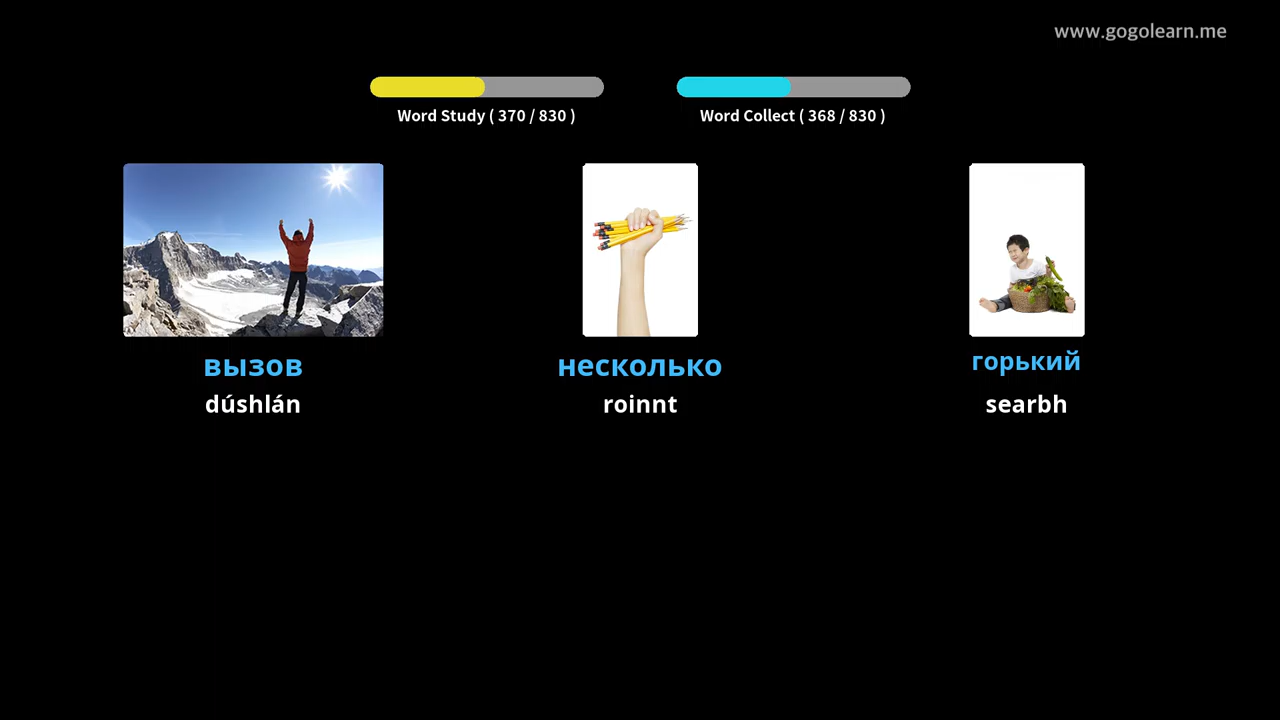 www.gogolearn.me
Word Study ( 370 / 830 )
Word Collect ( 368 / 830 )
вызов
несколько
горький
dúshlán
roinnt
searbh